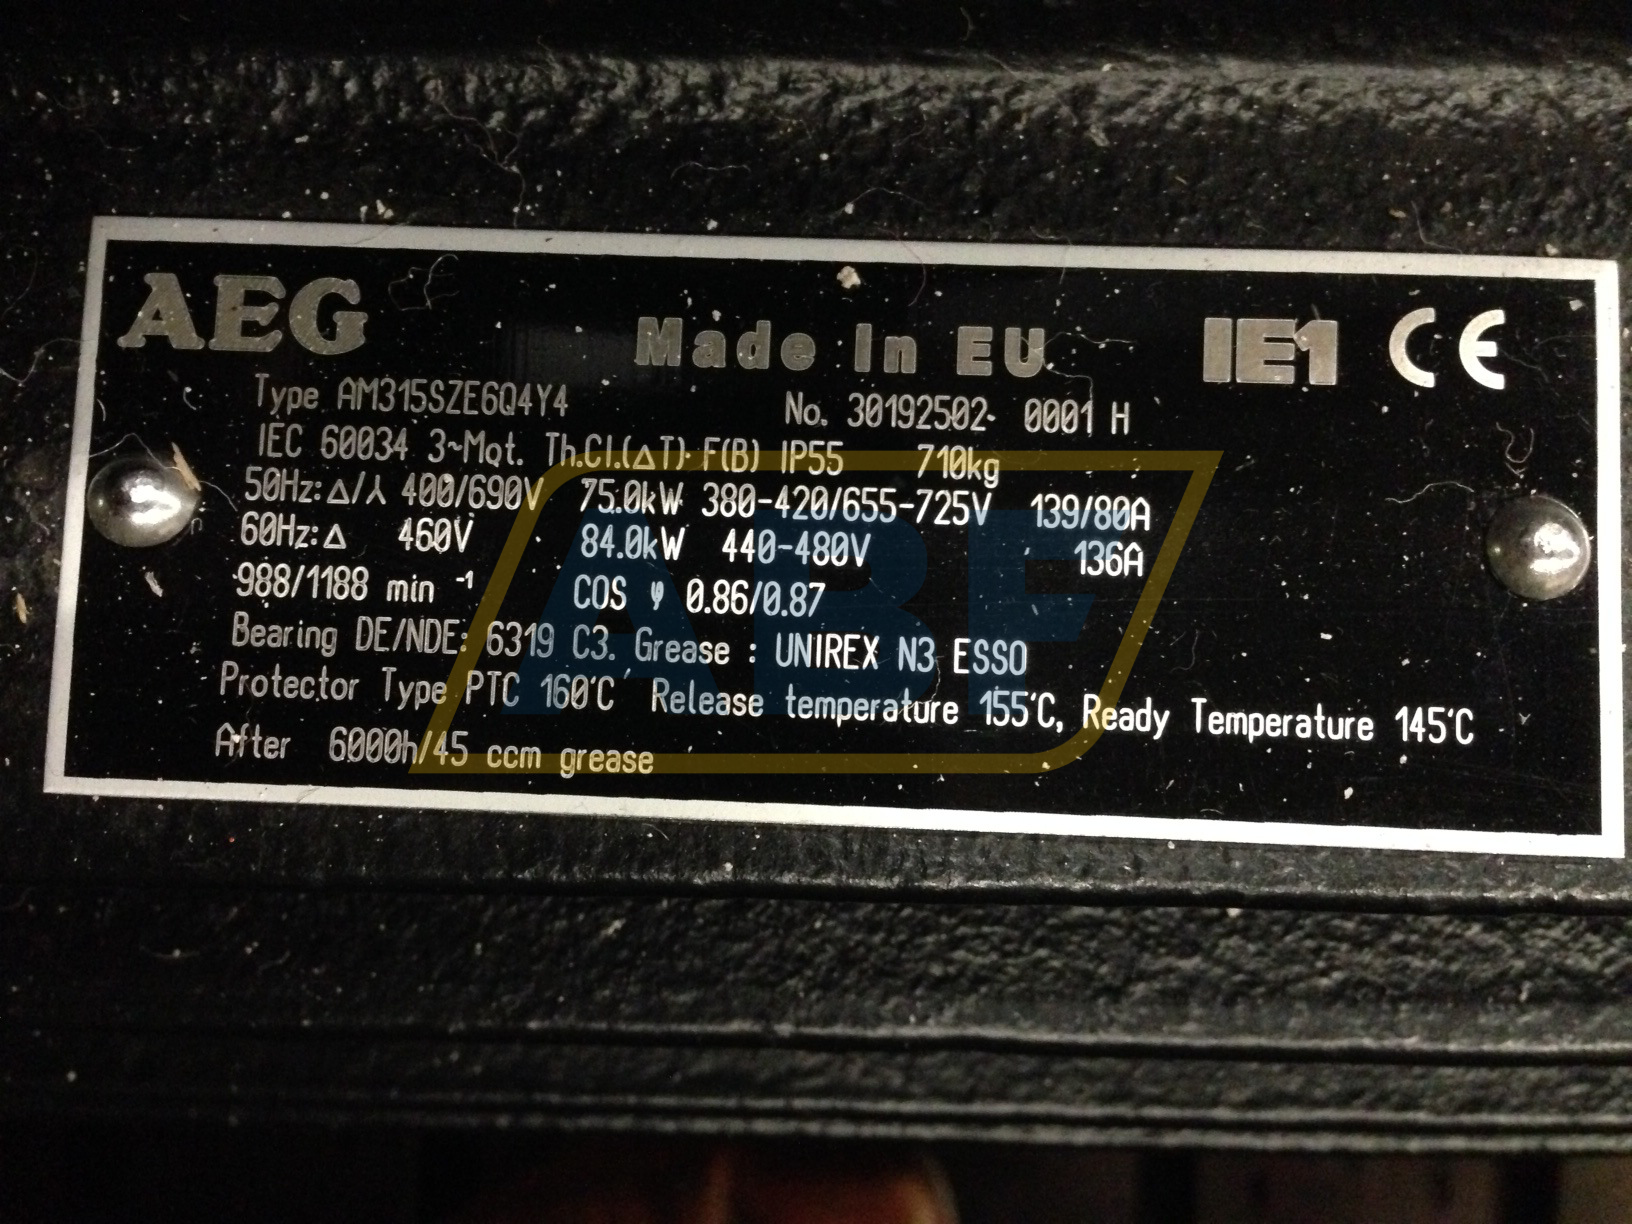 AEG Made In EU IE1 CE
Type AM315SZE6Q4Y4 No. 30192502- 0001 H
IEC 60034 3~Mot. Th.Cl.(ΔT) F(B) IP55 710kg
50Hz:Δ/⅄ 400/690V 75.0kW 380-420/655-725V 139/80A
60Hz:Δ 460V 84.0kW 440-480V 136A
988/1188 min ⁻¹ COS φ 0.86/0.87
Bearing DE/NDE: 6319 C3. Grease : UNIREX N3 ESSO
Protector Type PTC 160°C Release temperature 155°C, Ready Temperature 145°C
After 6000h/45 ccm grease
ABF